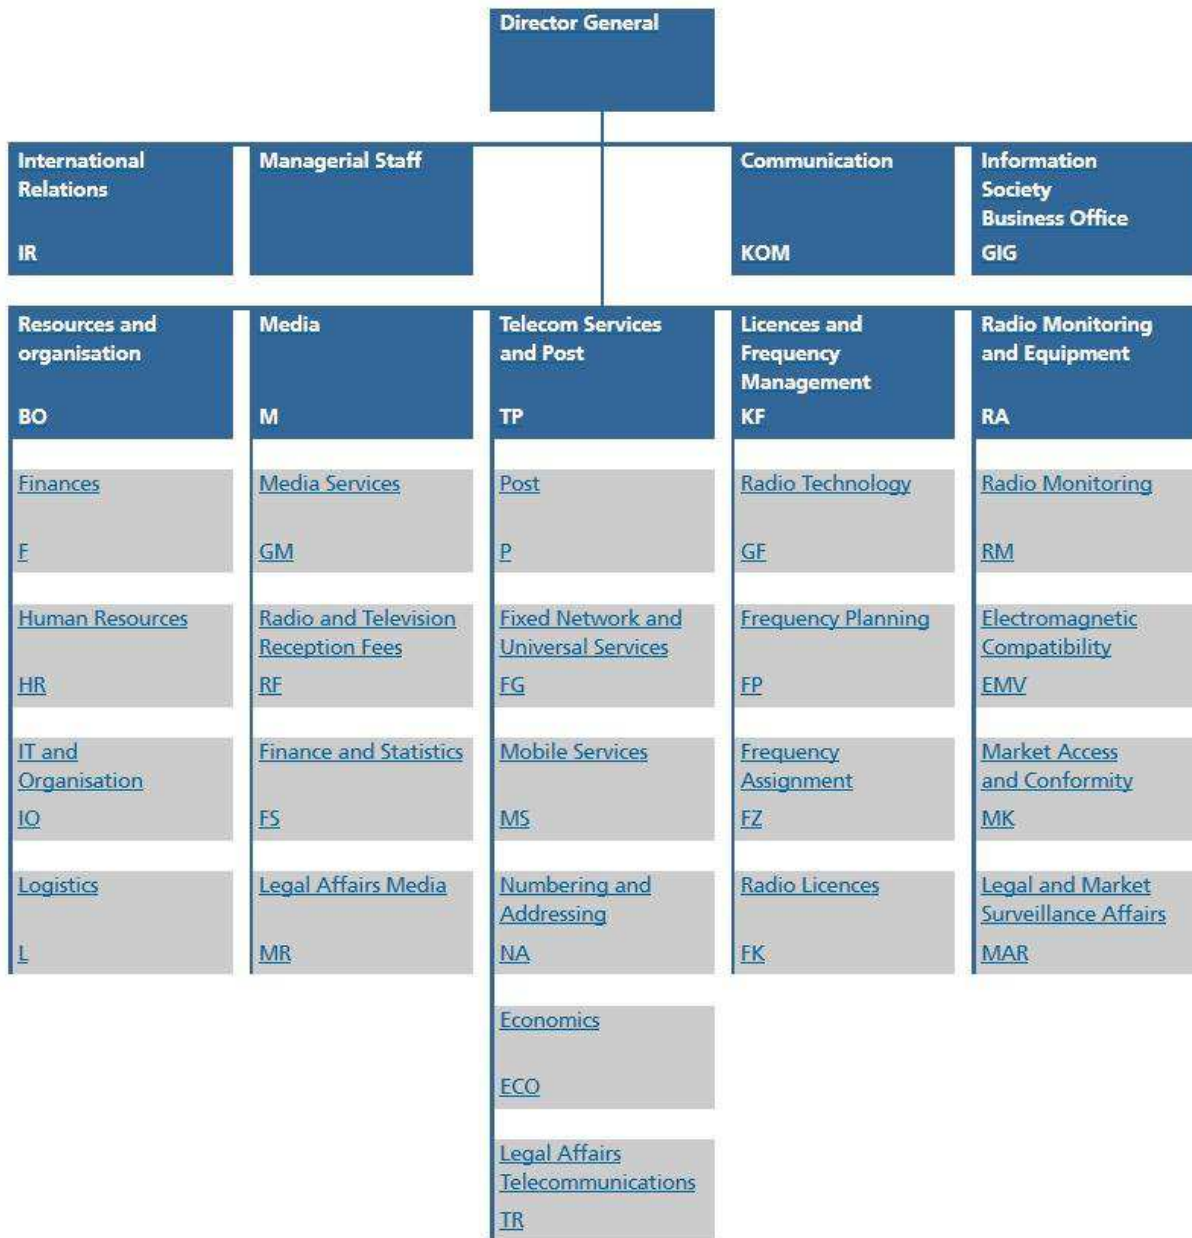 Director General
International
Relations
IR
Managerial Staff
Communication
KOM
Information
Society
Business Office
GIG
Resources and
organisation
BO
Media
M
Telecom Services
and Post
TP
Licences and
Frequency
Management
KF
Radio Monitoring
and Equipment
RA
Finances
F
Media Services
GM
Post
P
Radio Technology
GF
Radio Monitoring
RM
Human Resources
HR
Radio and Television
Reception Fees
RF
Fixed Network and
Universal Services
FG
Frequency Planning
FP
Electromagnetic
Compatibility
EMV
IT and
Organisation
IO
Finance and Statistics
FS
Mobile Services
MS
Frequency
Assignment
FZ
Market Access
and Conformity
MK
Logistics
L
Legal Affairs Media
MR
Numbering and
Addressing
NA
Radio Licences
FK
Legal and Market
Surveillance Affairs
MAR
Economics
ECO
Legal Affairs
Telecommunications
TR